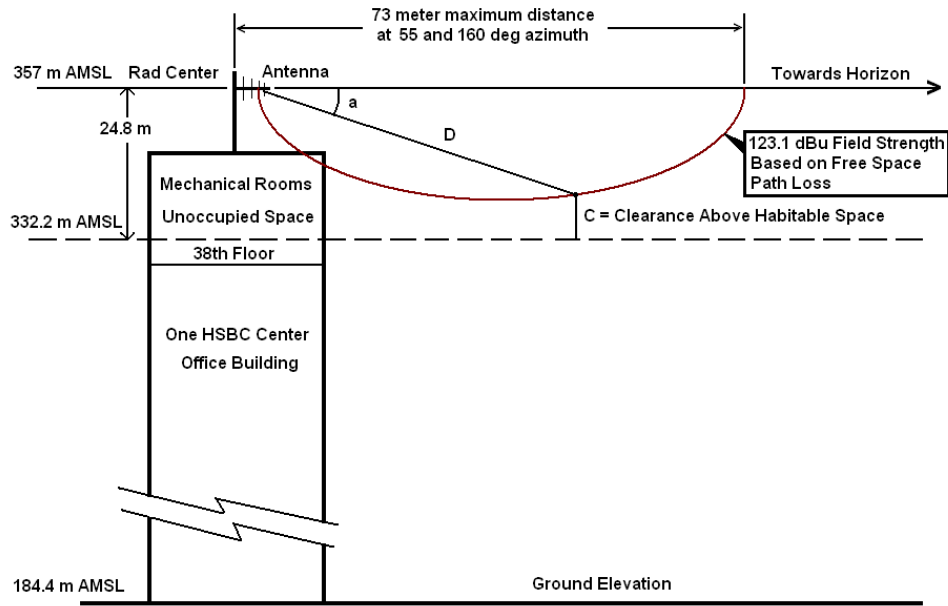 73 meter maximum distance
at 55 and 160 deg azimuth
357 m AMSL
Rad Center
Antenna
Towards Horizon
a
24.8 m
D
123.1 dBu Field Strength
Based on Free Space
Path Loss
Mechanical Rooms
Unoccupied Space
332.2 m AMSL
C = Clearance Above Habitable Space
38th Floor
One HSBC Center
Office Building
184.4 m AMSL
Ground Elevation